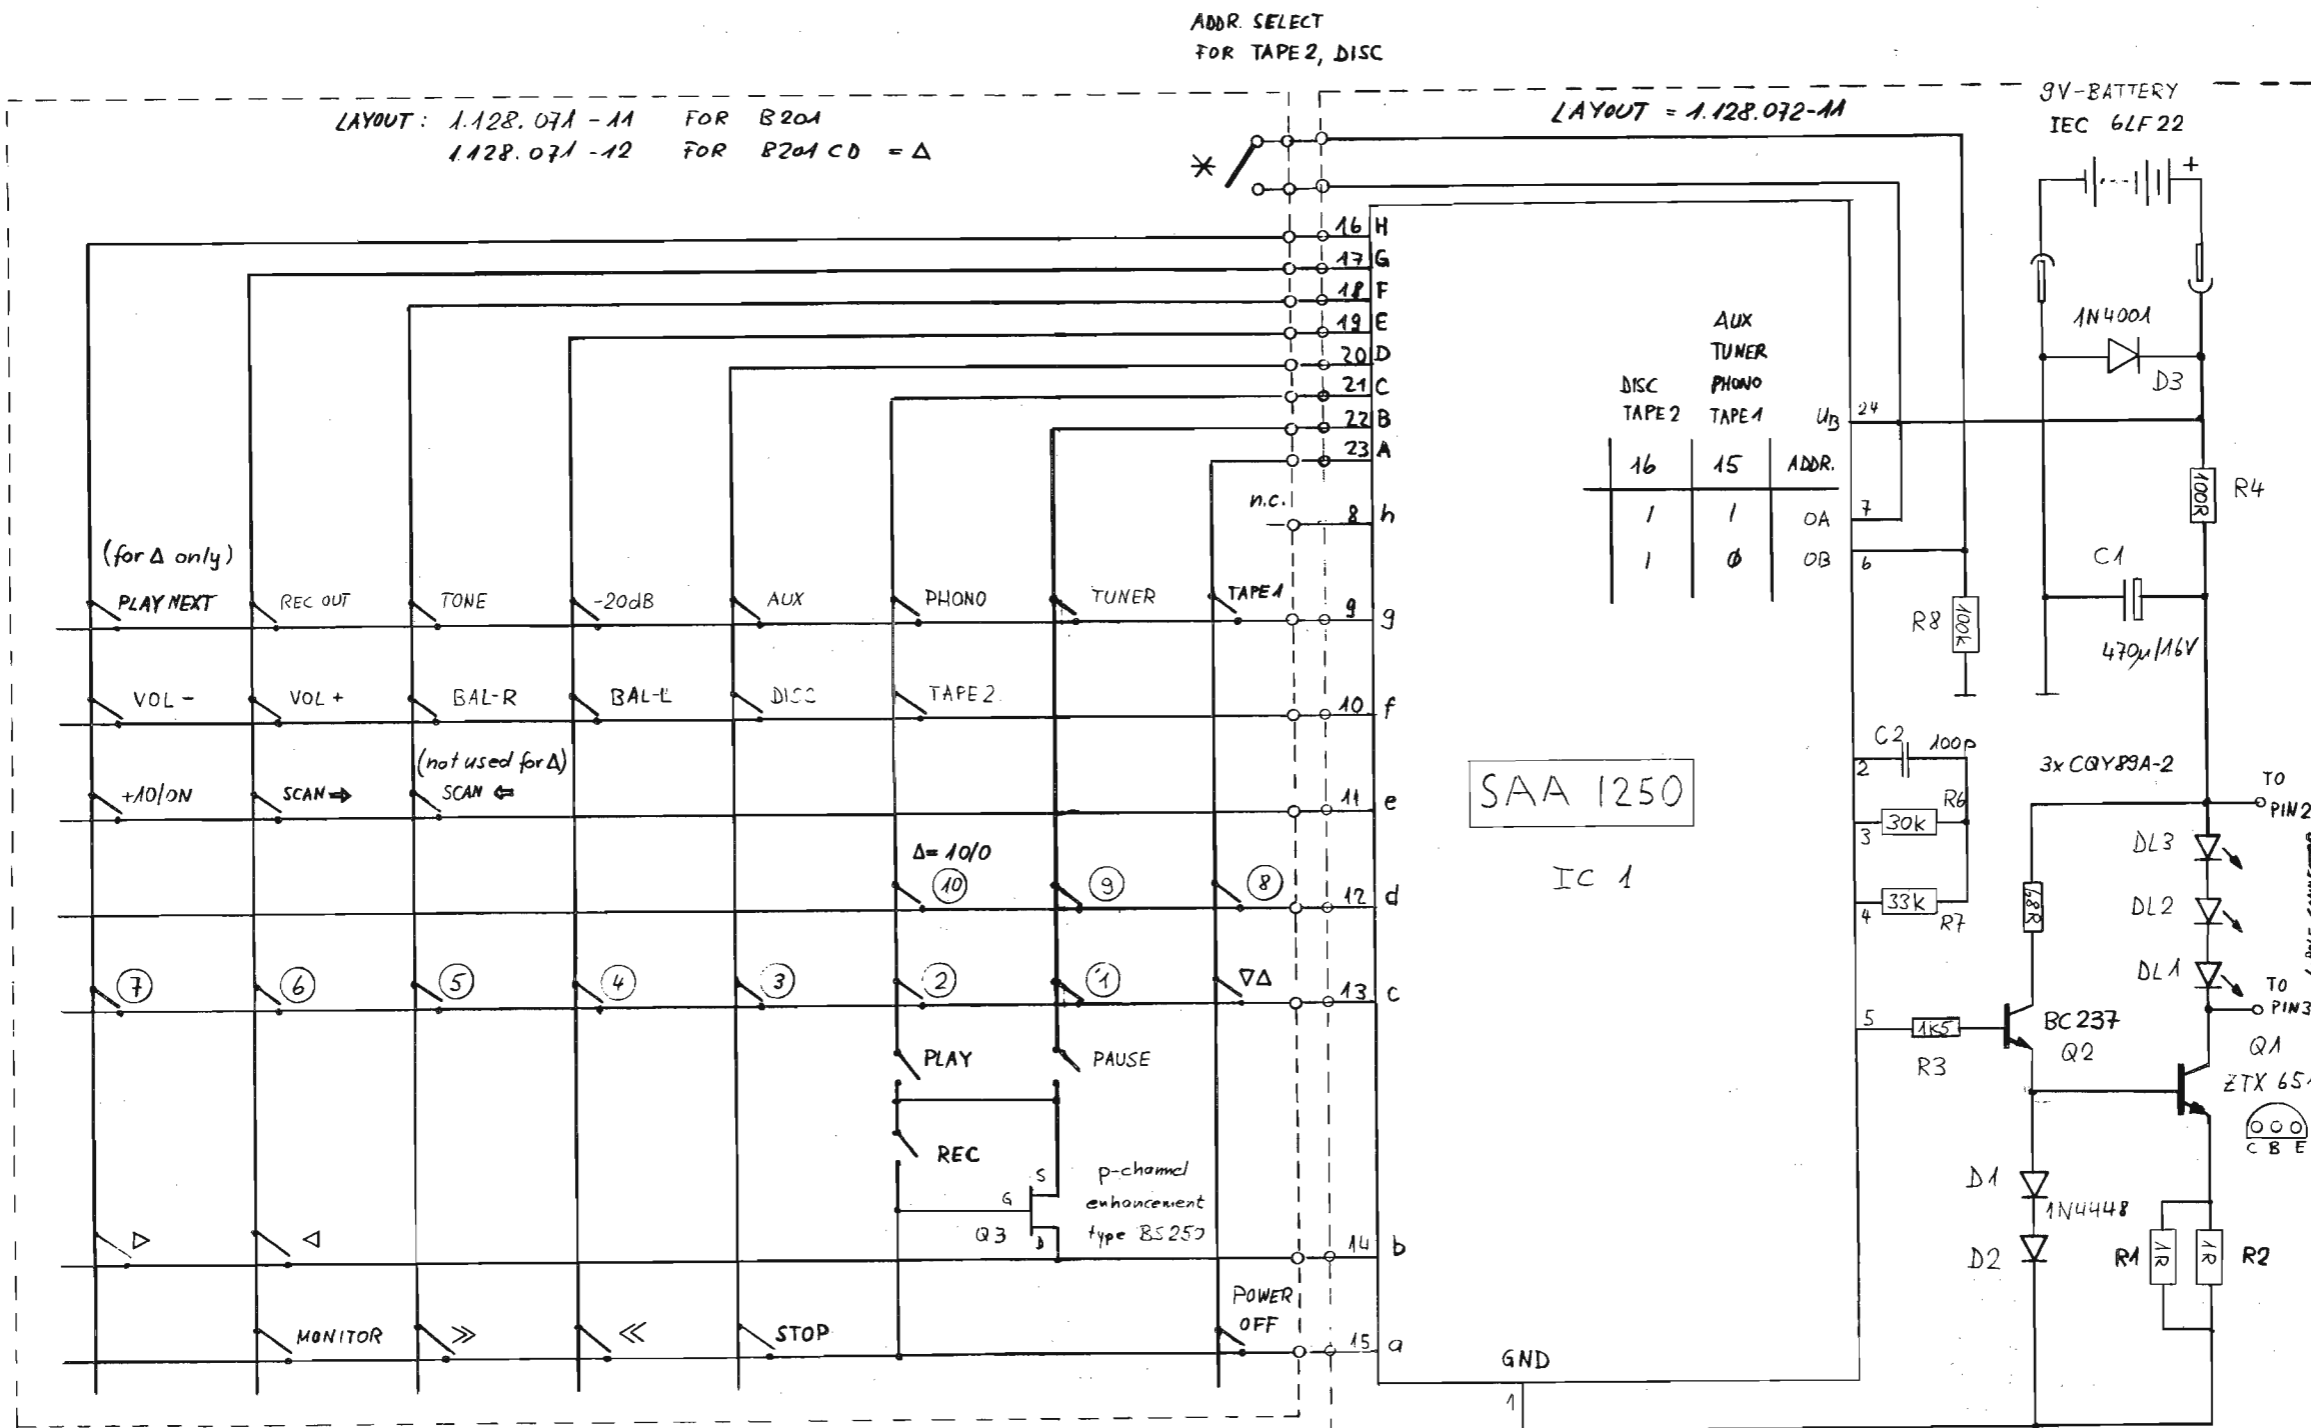 ADDR. SELECT
FOR TAPE 2, DISC
LAYOUT: 1.128.071 - 11 FOR B201
1.128.071 - 12 FOR B201 CD = Δ
LAYOUT = 1.128.072-11
9V-BATTERY
IEC 6LF22
+
*
16 H
17 G
18 F
19 E
20 D
21 C
22 B
23 A
n.c.
8 h
AUX
TUNER
DISC PHONO
TAPE 2 TAPE 1
16 15 ADDR.
1 1 OA
1 Ø OB
UB 24
7
6
1N4001
D3
100R R4
C1
470µ/16V
R8 100k
(for Δ only)
PLAY NEXT REC OUT TONE -20dB AUX PHONO TUNER TAPE 1
9 g
VOL - VOL + BAL-R BAL-L DISC TAPE 2
10 f
(not used for Δ)
+10/ON SCAN ⇒ SCAN ⇐
11 e
Δ= 10/0
10 9 8
12 d
7 6 5 4 3 2 1 ∇Δ
13 c
PLAY PAUSE
REC
S
G
Q3 D
p-channel
enhancement
type BS250
▷ ◁
14 b
MONITOR >> << STOP
POWER
OFF
15 a
SAA 1250
IC 1
GND
1
C2 100p
2
3 30k R6
4 33k R7
5 1k5
R3
3x CQY89A-2
68R
TO
PIN 2
DL3
DL2
DL1
TO
PIN 3
BC237
Q2
Q1
ZTX 651
C B E
D1
1N4448
D2
R1 1R 1R R2